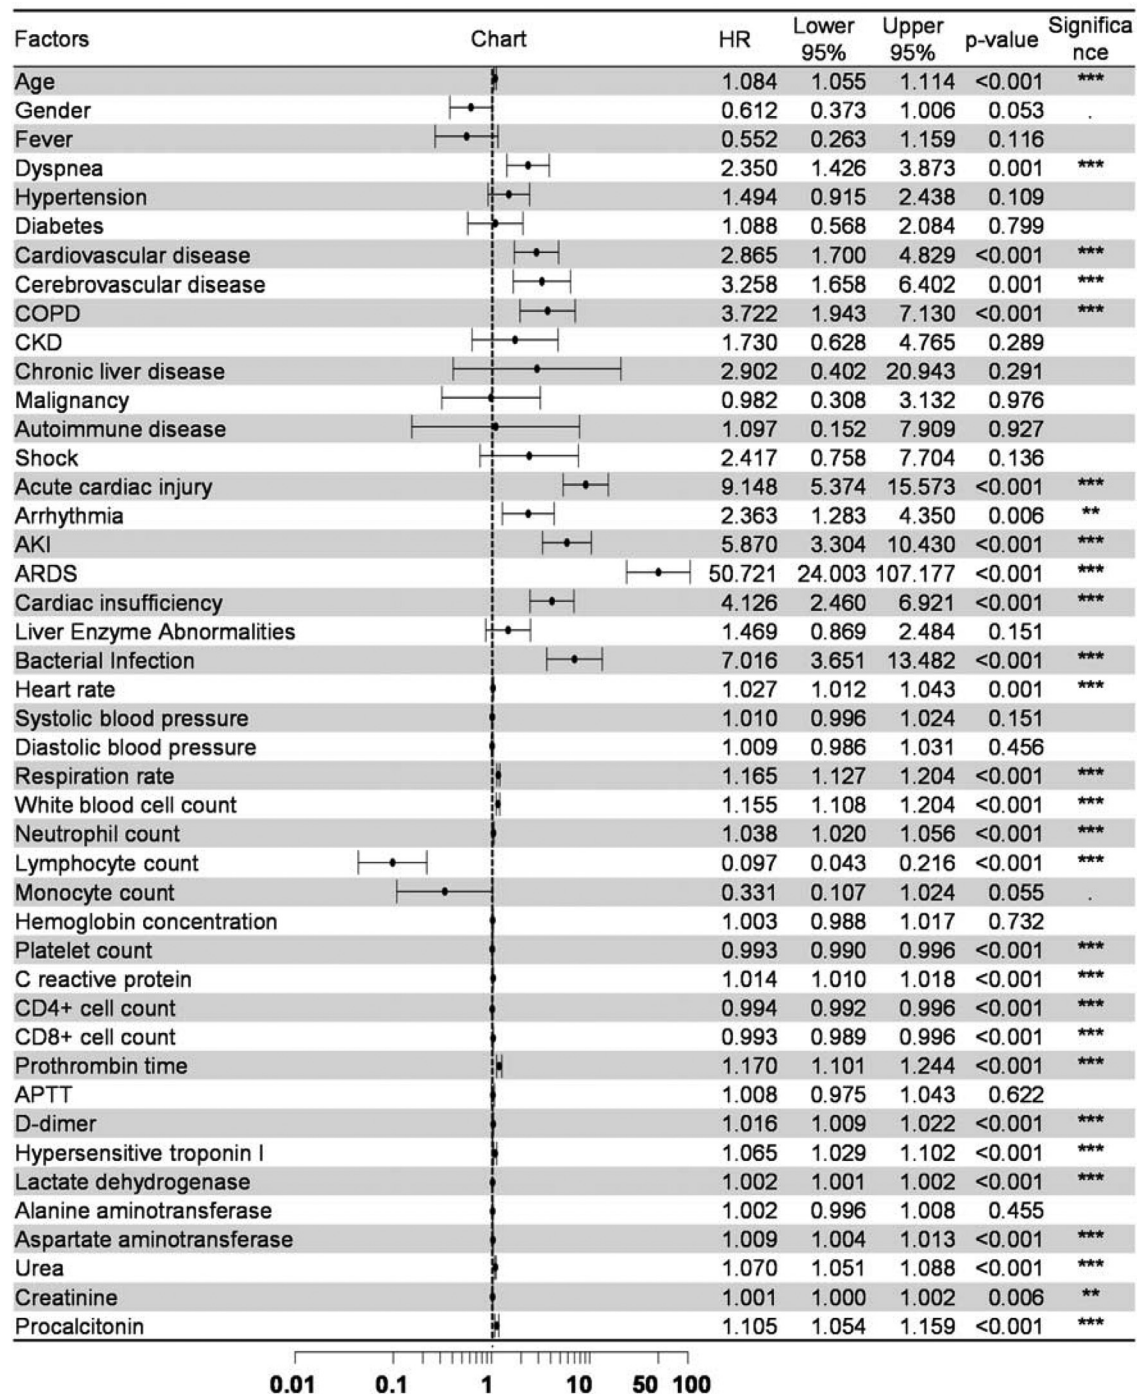 Factors Chart HR Lower 95% Upper 95% p-value Significance
Age 1.084 1.055 1.114 <0.001 ***
Gender 0.612 0.373 1.006 0.053 .
Fever 0.552 0.263 1.159 0.116
Dyspnea 2.350 1.426 3.873 0.001 ***
Hypertension 1.494 0.915 2.438 0.109
Diabetes 1.088 0.568 2.084 0.799
Cardiovascular disease 2.865 1.700 4.829 <0.001 ***
Cerebrovascular disease 3.258 1.658 6.402 0.001 ***
COPD 3.722 1.943 7.130 <0.001 ***
CKD 1.730 0.628 4.765 0.289
Chronic liver disease 2.902 0.402 20.943 0.291
Malignancy 0.982 0.308 3.132 0.976
Autoimmune disease 1.097 0.152 7.909 0.927
Shock 2.417 0.758 7.704 0.136
Acute cardiac injury 9.148 5.374 15.573 <0.001 ***
Arrhythmia 2.363 1.283 4.350 0.006 **
AKI 5.870 3.304 10.430 <0.001 ***
ARDS 50.721 24.003 107.177 <0.001 ***
Cardiac insufficiency 4.126 2.460 6.921 <0.001 ***
Liver Enzyme Abnormalities 1.469 0.869 2.484 0.151
Bacterial Infection 7.016 3.651 13.482 <0.001 ***
Heart rate 1.027 1.012 1.043 0.001 ***
Systolic blood pressure 1.010 0.996 1.024 0.151
Diastolic blood pressure 1.009 0.986 1.031 0.456
Respiration rate 1.165 1.127 1.204 <0.001 ***
White blood cell count 1.155 1.108 1.204 <0.001 ***
Neutrophil count 1.038 1.020 1.056 <0.001 ***
Lymphocyte count 0.097 0.043 0.216 <0.001 ***
Monocyte count 0.331 0.107 1.024 0.055 .
Hemoglobin concentration 1.003 0.988 1.017 0.732
Platelet count 0.993 0.990 0.996 <0.001 ***
C reactive protein 1.014 1.010 1.018 <0.001 ***
CD4+ cell count 0.994 0.992 0.996 <0.001 ***
CD8+ cell count 0.993 0.989 0.996 <0.001 ***
Prothrombin time 1.170 1.101 1.244 <0.001 ***
APTT 1.008 0.975 1.043 0.622
D-dimer 1.016 1.009 1.022 <0.001 ***
Hypersensitive troponin I 1.065 1.029 1.102 <0.001 ***
Lactate dehydrogenase 1.002 1.001 1.002 <0.001 ***
Alanine aminotransferase 1.002 0.996 1.008 0.455
Aspartate aminotransferase 1.009 1.004 1.013 <0.001 ***
Urea 1.070 1.051 1.088 <0.001 ***
Creatinine 1.001 1.000 1.002 0.006 **
Procalcitonin 1.105 1.054 1.159 <0.001 ***
0.01 0.1 1 10 50 100